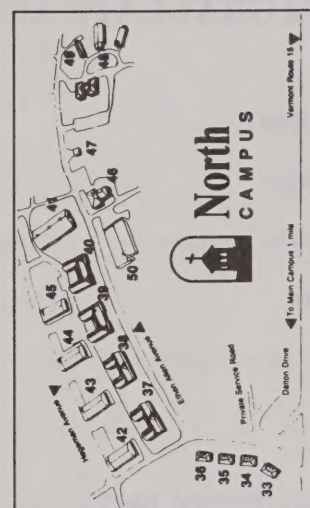 49
48
47
46
41
50
40
45
39
44
38
43
37
42
Hegeman Avenue
Ethan Allen Avenue
North
CAMPUS
Private Service Road
Dalton Drive
36
35
34
33
To Main Campus 1 mile
Vermont Route 15